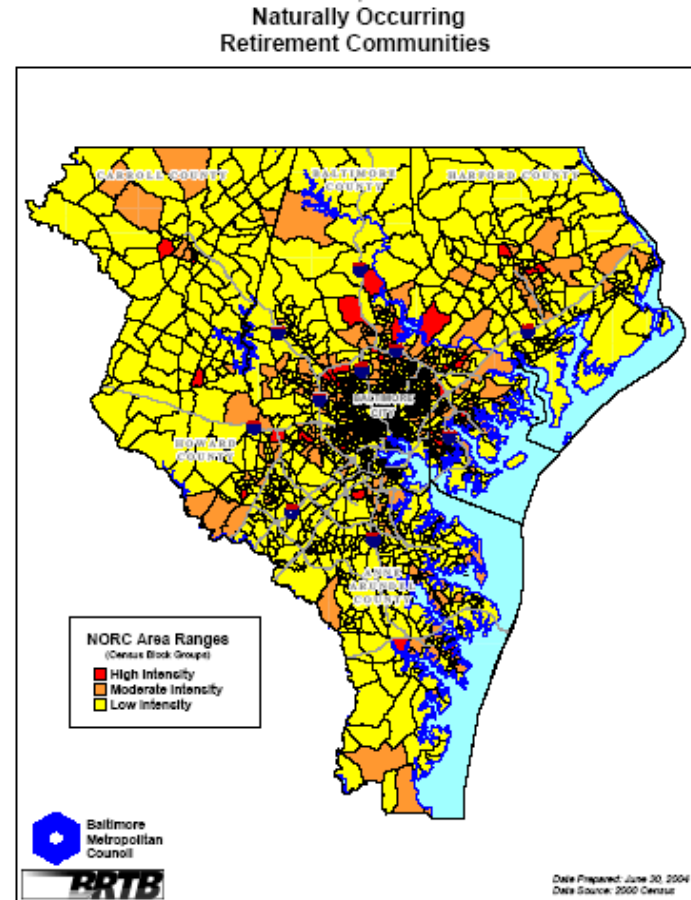 Naturally Occurring
Retirement Communities
CARROLL COUNTY
BALTIMORE
COUNTY
HARFORD COUNTY
BALTIMORE
CITY
HOWARD
COUNTY
ANNE
ARUNDEL
COUNTY
NORC Area Ranges
(Census Block Groups)
High Intensity
Moderate Intensity
Low Intensity
Baltimore
Metropolitan
Council
BRTB
Date Prepared: June 30, 2004
Data Source: 2000 Census